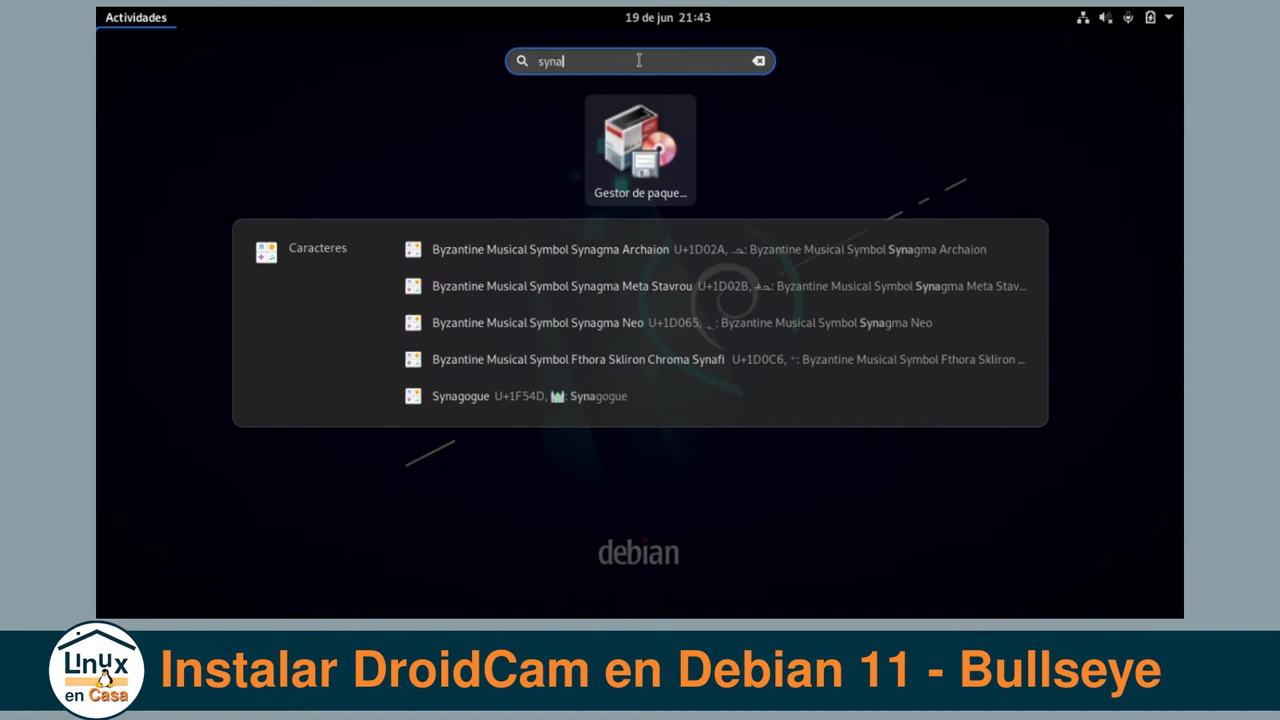 Actividades
19 de jun 21:43
syna
Gestor de paque...
Caracteres
Byzantine Musical Symbol Synagma Archaion U+1D02A, : Byzantine Musical Symbol Synagma Archaion
Byzantine Musical Symbol Synagma Meta Stavrou U+1D02B, : Byzantine Musical Symbol Synagma Meta Stav...
Byzantine Musical Symbol Synagma Neo U+1D065, : Byzantine Musical Symbol Synagma Neo
Byzantine Musical Symbol Fthora Skliron Chroma Synafi U+1D0C6, : Byzantine Musical Symbol Fthora Skliron ...
Synagogue U+1F54D, 🕍: Synagogue
debian
Linux
en Casa
Instalar DroidCam en Debian 11 - Bullseye